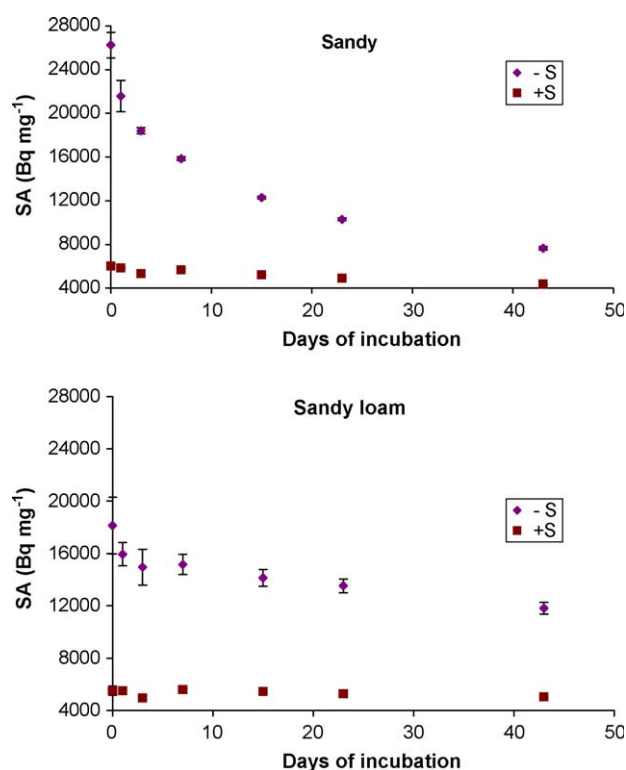 Sandy
28000
24000
20000
16000
12000
8000
4000
SA (Bq mg⁻¹)
- S
+S
0 10 20 30 40 50
Days of incubation
Sandy loam
28000
24000
20000
16000
12000
8000
4000
SA (Bq mg⁻¹)
- S
+S
0 10 20 30 40 50
Days of incubation